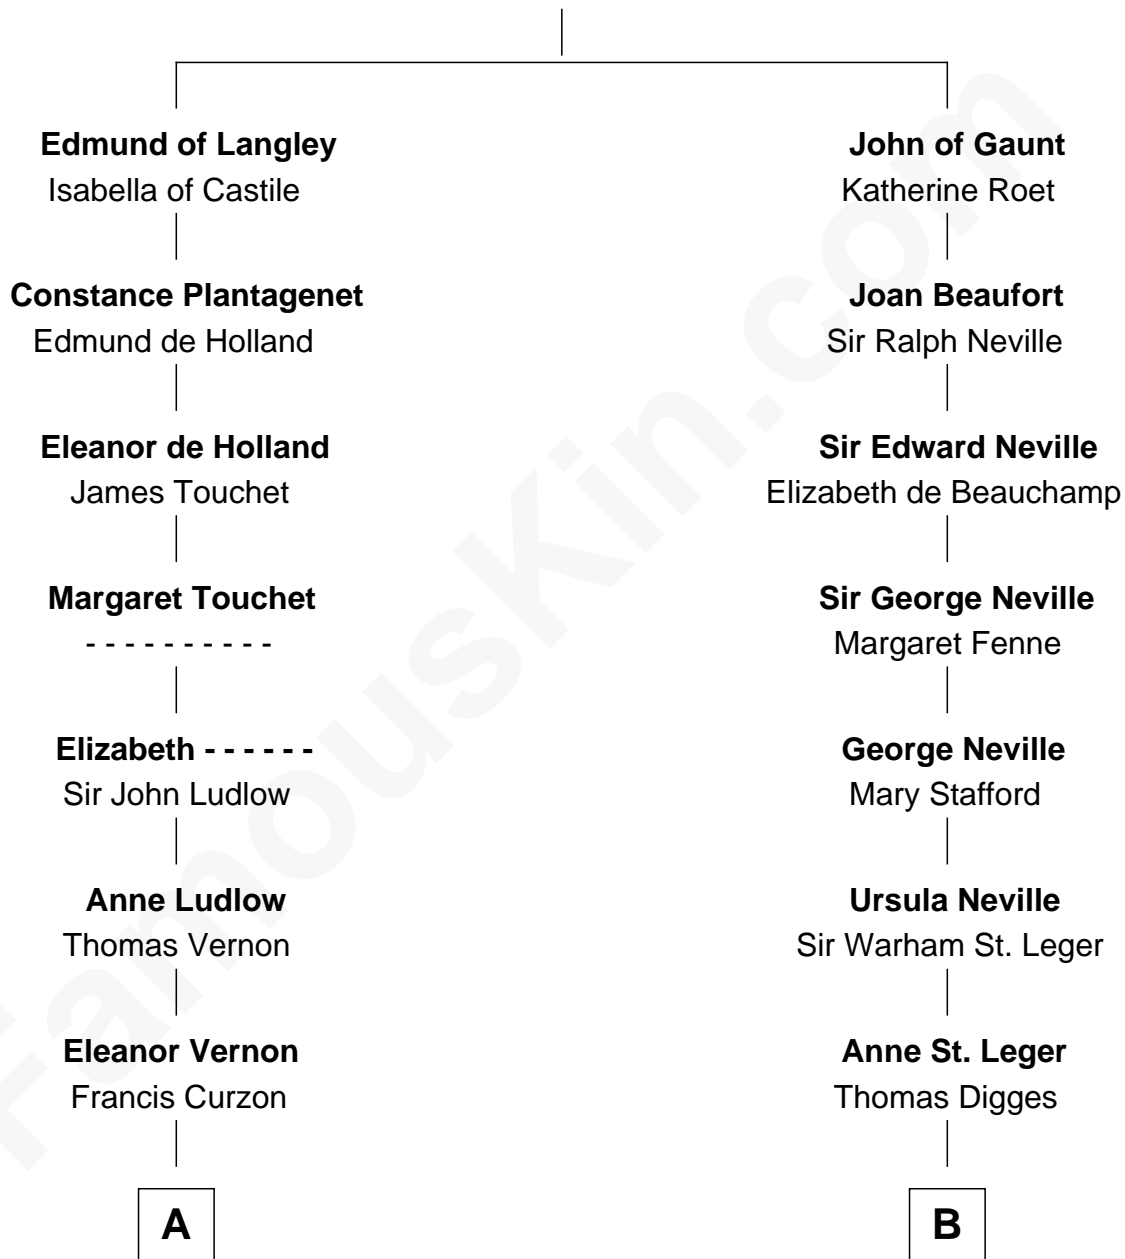 Edmund of Langley
Isabella of Castile
Constance Plantagenet
Edmund de Holland
Eleanor de Holland
James Touchet
Margaret Touchet
- - - - - - - - - -
Elizabeth - - - - - -
Sir John Ludlow
Anne Ludlow
Thomas Vernon
Eleanor Vernon
Francis Curzon
A
John of Gaunt
Katherine Roet
Joan Beaufort
Sir Ralph Neville
Sir Edward Neville
Elizabeth de Beauchamp
Sir George Neville
Margaret Fenne
George Neville
Mary Stafford
Ursula Neville
Sir Warham St. Leger
Anne St. Leger
Thomas Digges
B
FamousKin.com